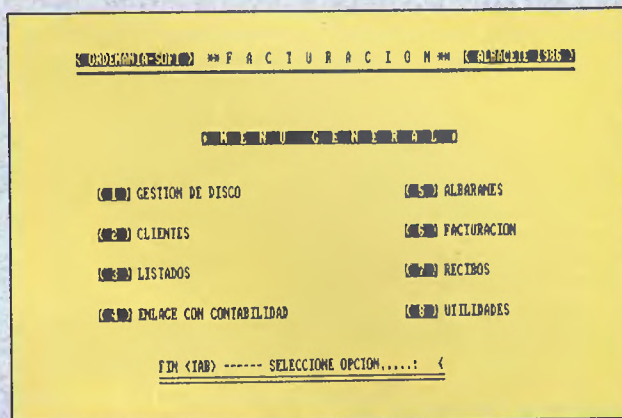 < ORDEMANIA-SOFT > ** F A C T U R A C I O N ** < ALBACETE 1986 >
M E N U G E N E R A L
( 1 ) GESTION DE DISCO
( 5 ) ALBARANES
( 2 ) CLIENTES
( 6 ) FACTURACION
( 3 ) LISTADOS
( 7 ) RECIBOS
( 4 ) ENLACE CON CONTABILIDAD
( 8 ) UTILIDADES
FIN <TAB> ------ SELECCIONE OPCION,....: <